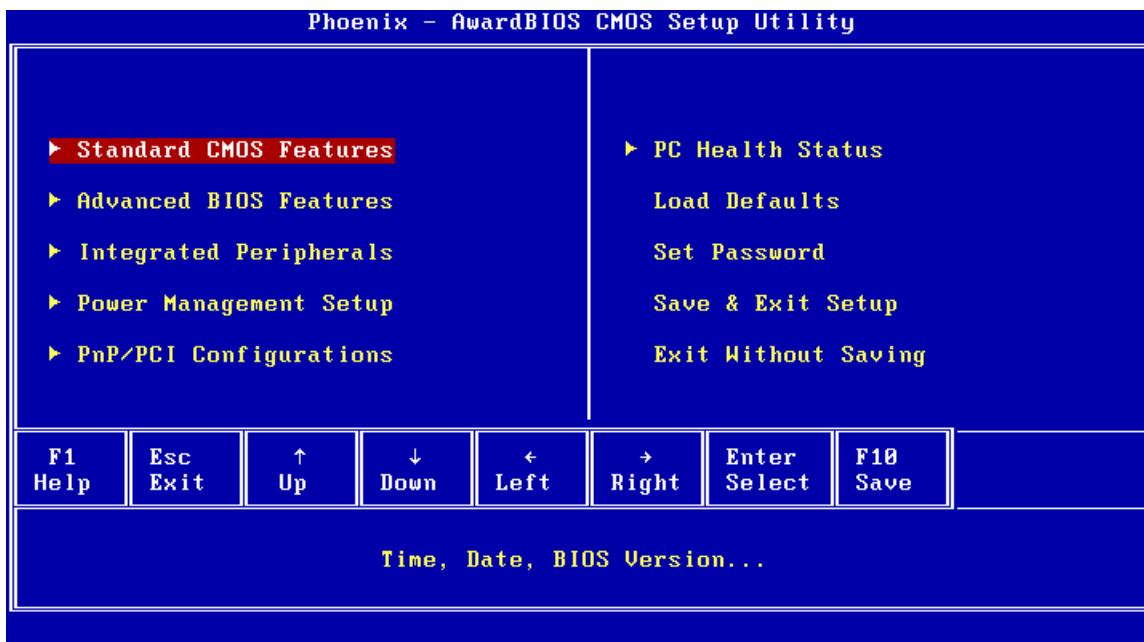 Phoenix - AwardBIOS CMOS Setup Utility
▶ Standard CMOS Features
▶ Advanced BIOS Features
▶ Integrated Peripherals
▶ Power Management Setup
▶ PnP/PCI Configurations
▶ PC Health Status
Load Defaults
Set Password
Save & Exit Setup
Exit Without Saving
F1 Help
Esc Exit
↑ Up
↓ Down
← Left
→ Right
Enter Select
F10 Save
Time, Date, BIOS Version...